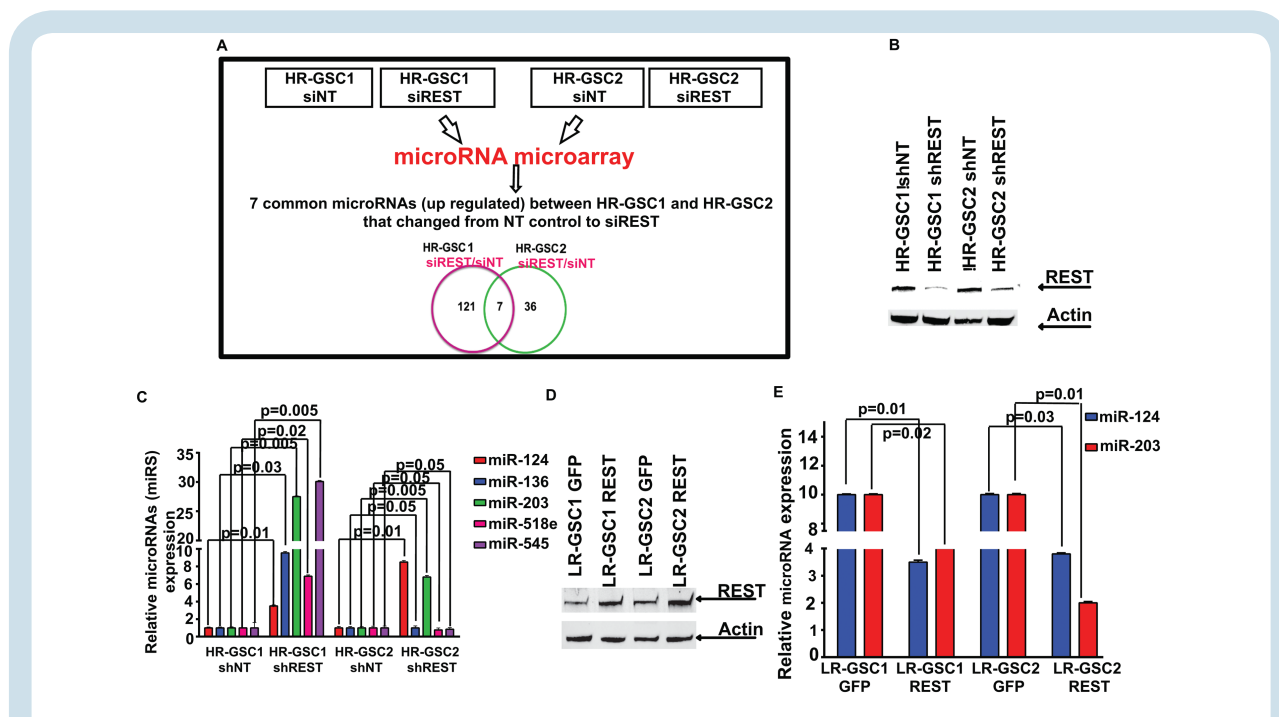 A
HR-GSC1
siNT
HR-GSC1
siREST
HR-GSC2
siNT
HR-GSC2
siREST
microRNA microarray
7 common microRNAs (up regulated) between HR-GSC1 and HR-GSC2
that changed from NT control to siREST
HR-GSC1
siREST/siNT
HR-GSC2
siREST/siNT
121
7
36
B
HR-GSC1!shNT
HR-GSC1 shREST
!HR-GSC2 shNT
HR-GSC2 shREST
REST
Actin
C
Relative microRNAs (miRS)
expression
35
30
25
20
10
8
6
4
2
0
p=0.005
p=0.02
p=0.005
p=0.03
p=0.01
p=0.05
p=0.05
p=0.005
p=0.05
p=0.01
HR-GSC1
shNT
HR-GSC1
shREST
HR-GSC2
shNT
HR-GSC2
shREST
miR-124
miR-136
miR-203
miR-518e
miR-545
D
LR-GSC1 GFP
LR-GSC1 REST
LR-GSC2 GFP
LR-GSC2 REST
REST
Actin
E
Relative microRNA expression
14
12
10
8
4
3
2
1
0
p=0.01
p=0.02
p=0.01
p=0.03
miR-124
miR-203
LR-GSC1
GFP
LR-GSC1
REST
LR-GSC2
GFP
LR-GSC2
REST